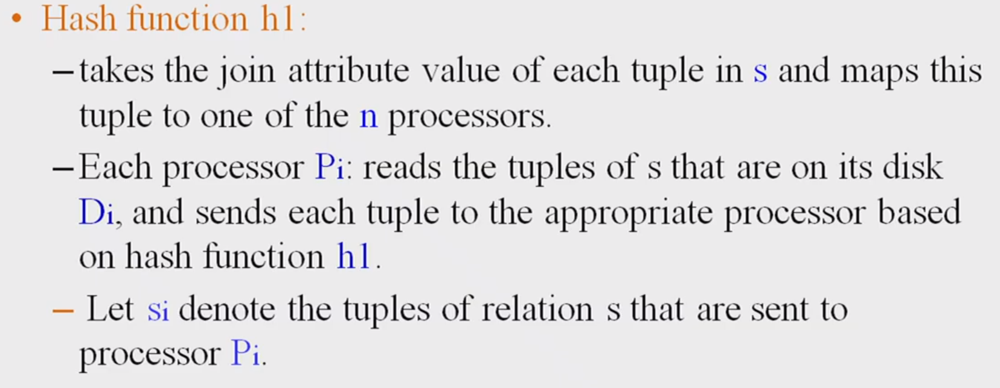 • Hash function h1:
– takes the join attribute value of each tuple in s and maps this
tuple to one of the n processors.
– Each processor Pi: reads the tuples of s that are on its disk
Di, and sends each tuple to the appropriate processor based
on hash function h1.
– Let si denote the tuples of relation s that are sent to
processor Pi.